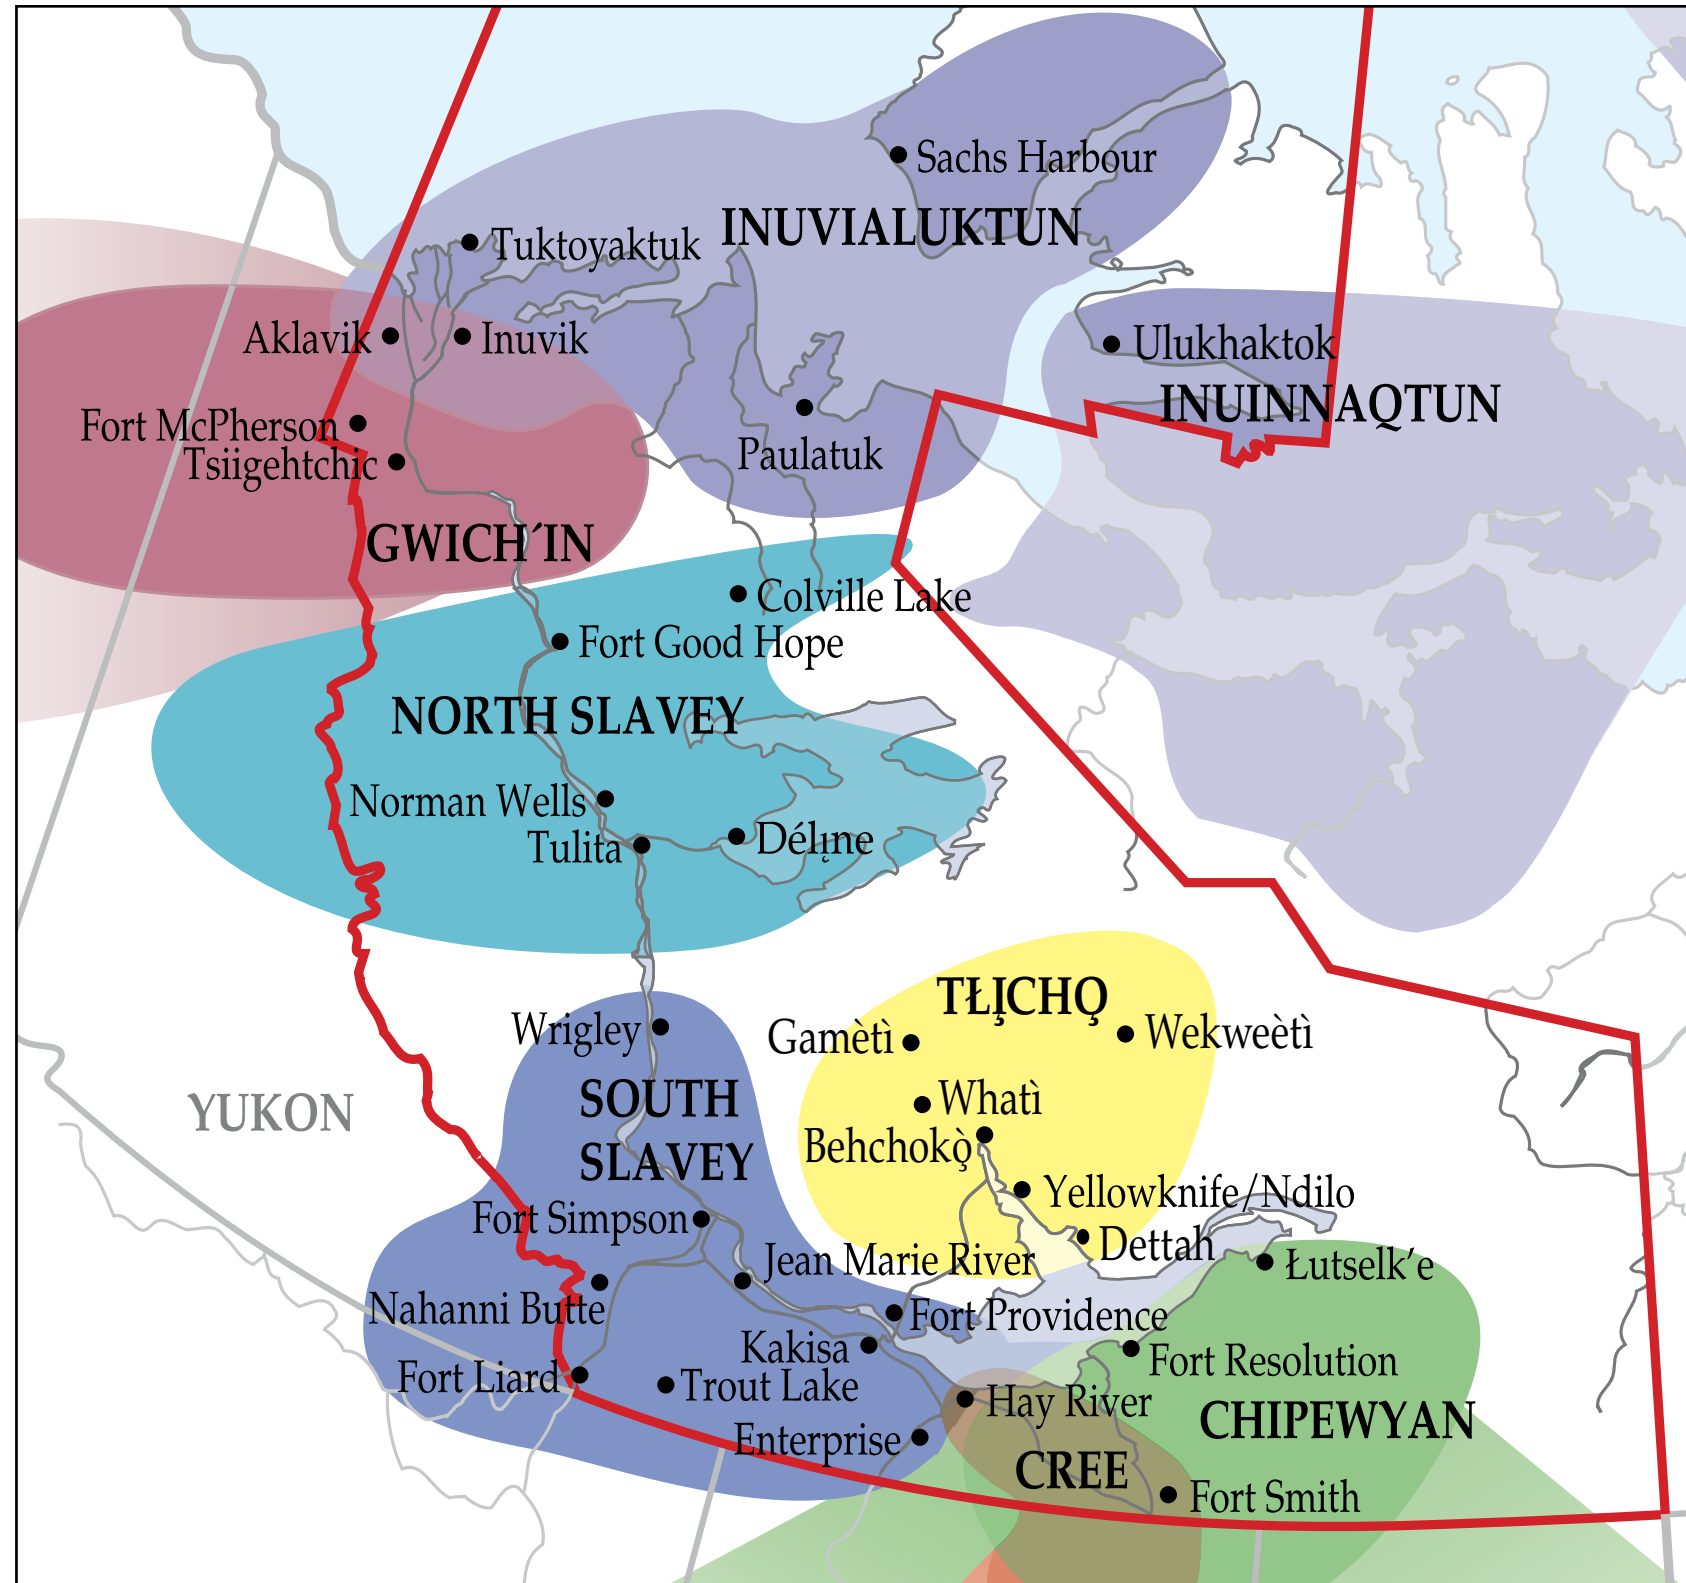 Sachs Harbour
INUVIALUKTUN
Tuktoyaktuk
Aklavik
Inuvik
Ulukhaktok
INUINNAQTUN
Fort McPherson
Tsiigehtchic
Paulatuk
GWICH´IN
Colville Lake
Fort Good Hope
NORTH SLAVEY
Norman Wells
Tulita
Délı̨ne
TŁĮCHǪ
Wrigley
Gamètì
Wekweètì
YUKON
SOUTH
SLAVEY
Whatì
Behchokǫ̀
Yellowknife/Ndilo
Fort Simpson
Dettah
Jean Marie River
Łutselk’e
Nahanni Butte
Fort Providence
Kakisa
Fort Resolution
Fort Liard
Trout Lake
Hay River
CHIPEWYAN
Enterprise
CREE
Fort Smith